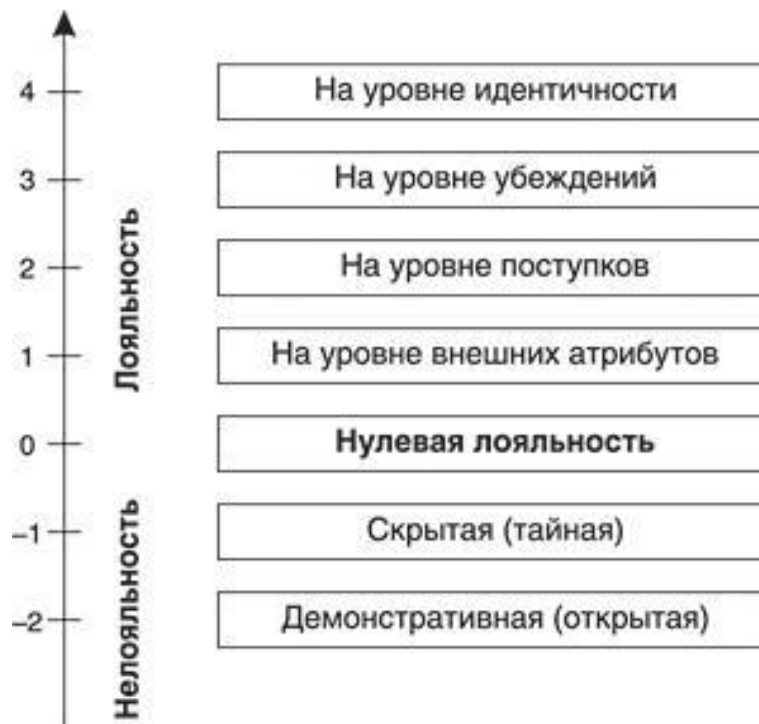 4
На уровне идентичности
3
На уровне убеждений
2
На уровне поступков
1
На уровне внешних атрибутов
Лояльность
0
Нулевая лояльность
–1
Скрытая (тайная)
–2
Демонстративная (открытая)
Нелояльность